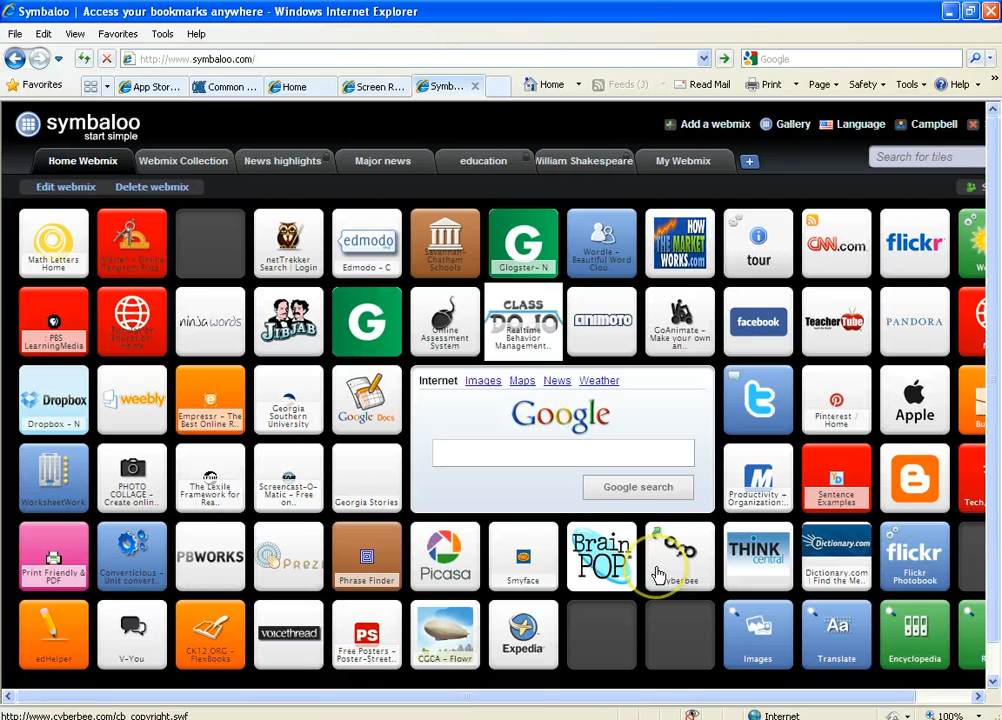 Symbaloo | Access your bookmarks anywhere - Windows Internet Explorer
File Edit View Favorites Tools Help
http://www.symbaloo.com/
Google
Favorites
App Stor...
Common ...
Home
Screen R...
Symb...
Home
Feeds (3)
Read Mail
Print
Page
Safety
Tools
Help
symbaloo
start simple
Add a webmix
Gallery
Language
Campbell
Home Webmix
Webmix Collection
News highlights
Major news
education
William Shakespeare
My Webmix
Search for tiles
Edit webmix
Delete webmix
Math Letters
Home
netTrekker
Search | Login
edmodo
Edmodo - C
Savannah-
Chatham
Schools
G
Glogster- N
Wordle -
Beautiful Word
Clou...
HOW
THE MARKET
WORKS.COM
tour
CNN.com
flickr
: PBS
LearningMedia
ninjawords
JIBJAB
G
Online
Assessment
System
CLASS
DOJO
Realtime
Behavior
Management...
ANIMOTO
GoAnimate -
Make your own
an..
facebook
TeacherTube
PANDORA
Dropbox
Dropbox - N
weebly
Empressr - The
Best Online R...
Georgia
Southern
University
Google Docs
Internet Images Maps News Weather
Google
Google search
Pinterest /
Home
Apple
WorksheetWork
PHOTO
COLLAGE -
Create onlin...
The Lexile
Framework for
Rea..
Screencast-O-
Matic - Free
on
Georgia Stories
Productivity -
Organiz...
Sentence
Examples
Tech.
Print Friendly &
PDF
Converticious -
Unit convert..
PBWORKS
PREZI
Phrase Finder
Picasa
Smyface
Brain
POP
Cyberbee
THINK
central
Dictionary.com
Dictionary.com
| Find the Me..
flickr
Flickr
Photobook
edHelper
V-You
CK12.ORG -
FlexBooks
voicethread
PS
Free Posters -
Poster-Street..
CGCA - Flowr
Expedia
Images
Aa
Translate
Encyclopedia
http://www.cyberbee.com/cb_copyright.swf
Internet
100%